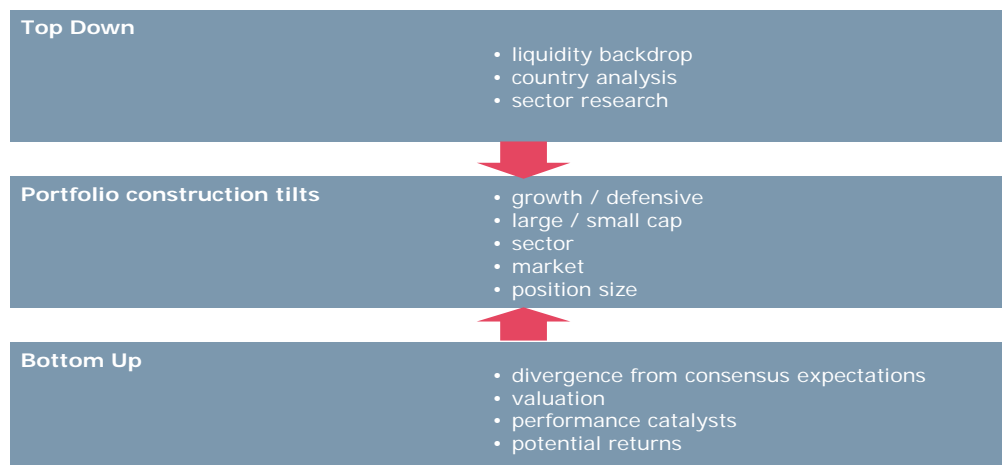 Top Down
• liquidity backdrop
• country analysis
• sector research
Portfolio construction tilts
• growth / defensive
• large / small cap
• sector
• market
• position size
Bottom Up
• divergence from consensus expectations
• valuation
• performance catalysts
• potential returns